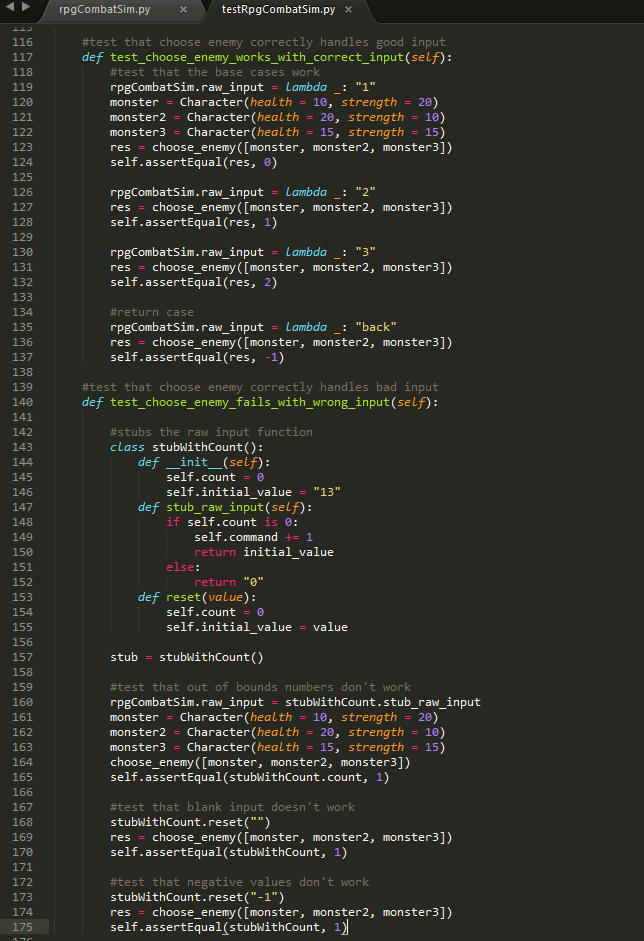 rpgCombatSim.py × testRpgCombatSim.py ×
115
116 #test that choose enemy correctly handles good input
117 def test_choose_enemy_works_with_correct_input(self):
118 #test that the base cases work
119 rpgCombatSim.raw_input = lambda _: "1"
120 monster = Character(health = 10, strength = 20)
121 monster2 = Character(health = 20, strength = 10)
122 monster3 = Character(health = 15, strength = 15)
123 res = choose_enemy([monster, monster2, monster3])
124 self.assertEqual(res, 0)
125
126 rpgCombatSim.raw_input = lambda _: "2"
127 res = choose_enemy([monster, monster2, monster3])
128 self.assertEqual(res, 1)
129
130 rpgCombatSim.raw_input = lambda _: "3"
131 res = choose_enemy([monster, monster2, monster3])
132 self.assertEqual(res, 2)
133
134 #return case
135 rpgCombatSim.raw_input = lambda _: "back"
136 res = choose_enemy([monster, monster2, monster3])
137 self.assertEqual(res, -1)
138
139 #test that choose enemy correctly handles bad input
140 def test_choose_enemy_fails_with_wrong_input(self):
141
142 #stubs the raw input function
143 class stubWithCount():
144 def __init__(self):
145 self.count = 0
146 self.initial_value = "13"
147 def stub_raw_input(self):
148 if self.count is 0:
149 self.command += 1
150 return initial_value
151 else:
152 return "0"
153 def reset(value):
154 self.count = 0
155 self.initial_value = value
156
157 stub = stubWithCount()
158
159 #test that out of bounds numbers don't work
160 rpgCombatSim.raw_input = stubWithCount.stub_raw_input
161 monster = Character(health = 10, strength = 20)
162 monster2 = Character(health = 20, strength = 10)
163 monster3 = Character(health = 15, strength = 15)
164 choose_enemy([monster, monster2, monster3])
165 self.assertEqual(stubWithCount.count, 1)
166
167 #test that blank input doesn't work
168 stubWithCount.reset("")
169 res = choose_enemy([monster, monster2, monster3])
170 self.assertEqual(stubWithCount, 1)
171
172 #test that negative values don't work
173 stubWithCount.reset("-1")
174 res = choose_enemy([monster, monster2, monster3])
175 self.assertEqual(stubWithCount, 1)
176